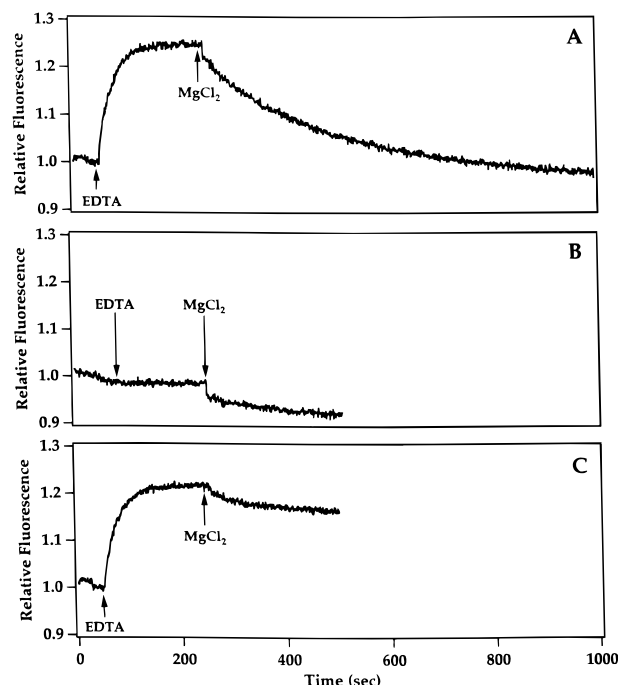 1.3
A
1.2
MgCl₂
1.1
1.0
EDTA
0.9
Relative Fluorescence
1.3
B
1.2
EDTA MgCl₂
1.1
1.0
0.9
Relative Fluorescence
1.3
C
1.2
MgCl₂
1.1
1.0
EDTA
0.9
Relative Fluorescence
0 200 400 600 800 1000
Time (sec)